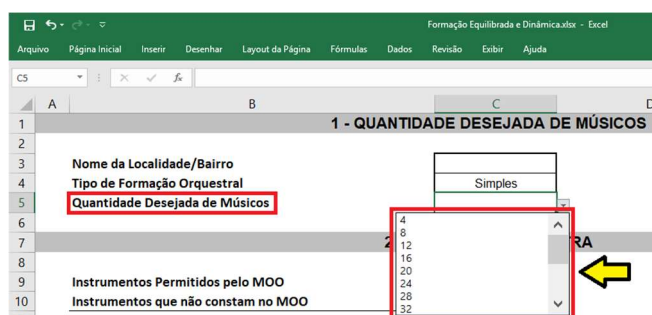 Formação Equilibrada e Dinâmica.xlsx - Excel
Arquivo Página Inicial Inserir Desenhar Layout da Página Fórmulas Dados Revisão Exibir Ajuda
C5 fx
A B C D
1 1 - QUANTIDADE DESEJADA DE MÚSICOS
2
3 Nome da Localidade/Bairro
4 Tipo de Formação Orquestral Simples
5 Quantidade Desejada de Músicos
6 4
8
7 2 RA
12
16
8 20
9 Instrumentos Permitidos pelo MOO 24
28
10 Instrumentos que não constam no MOO 32